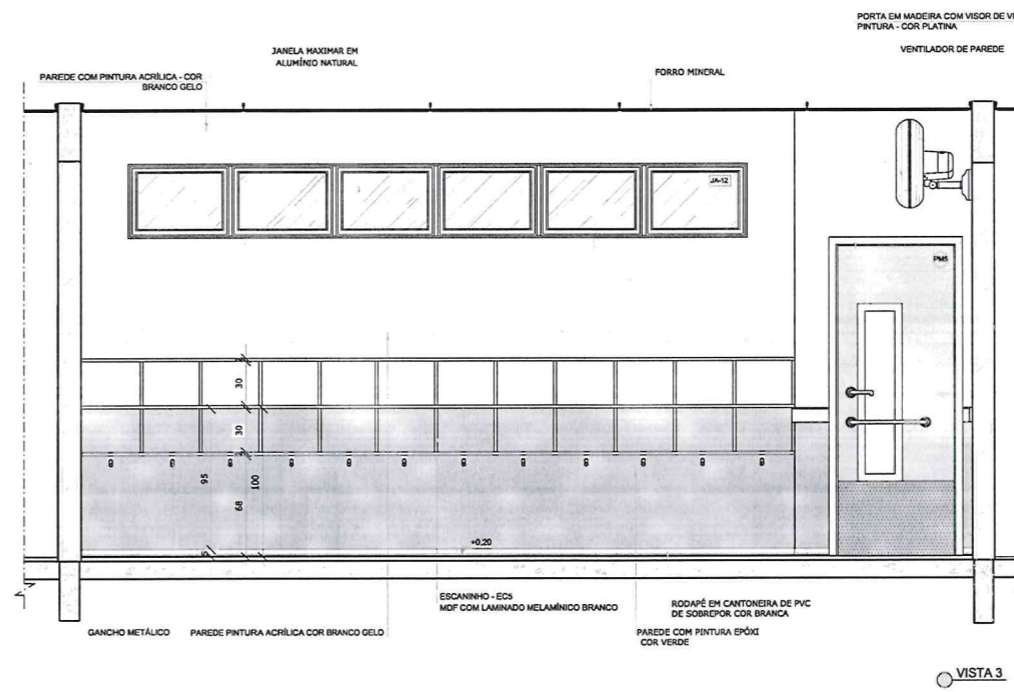 PORTA EM MADEIRA COM VISOR DE
PINTURA - COR PLATINA
JANELA MAXIMAR EM
ALUMÍNIO NATURAL
VENTILADOR DE PAREDE
PAREDE COM PINTURA ACRÍLICA - COR
BRANCO GELO
FORRO MINERAL
JA-12
PM5
30
30
95
100
68
5
+0,20
ESCANINHO - EC5
MDF COM LAMINADO MELAMÍNICO BRANCO
RODAPÉ EM CANTONEIRA DE PVC
DE SOBREPOR COR BRANCA
GANCHO METÁLICO
PAREDE PINTURA ACRÍLICA COR BRANCO GELO
PAREDE COM PINTURA EPÓXI
COR VERDE
VISTA 3